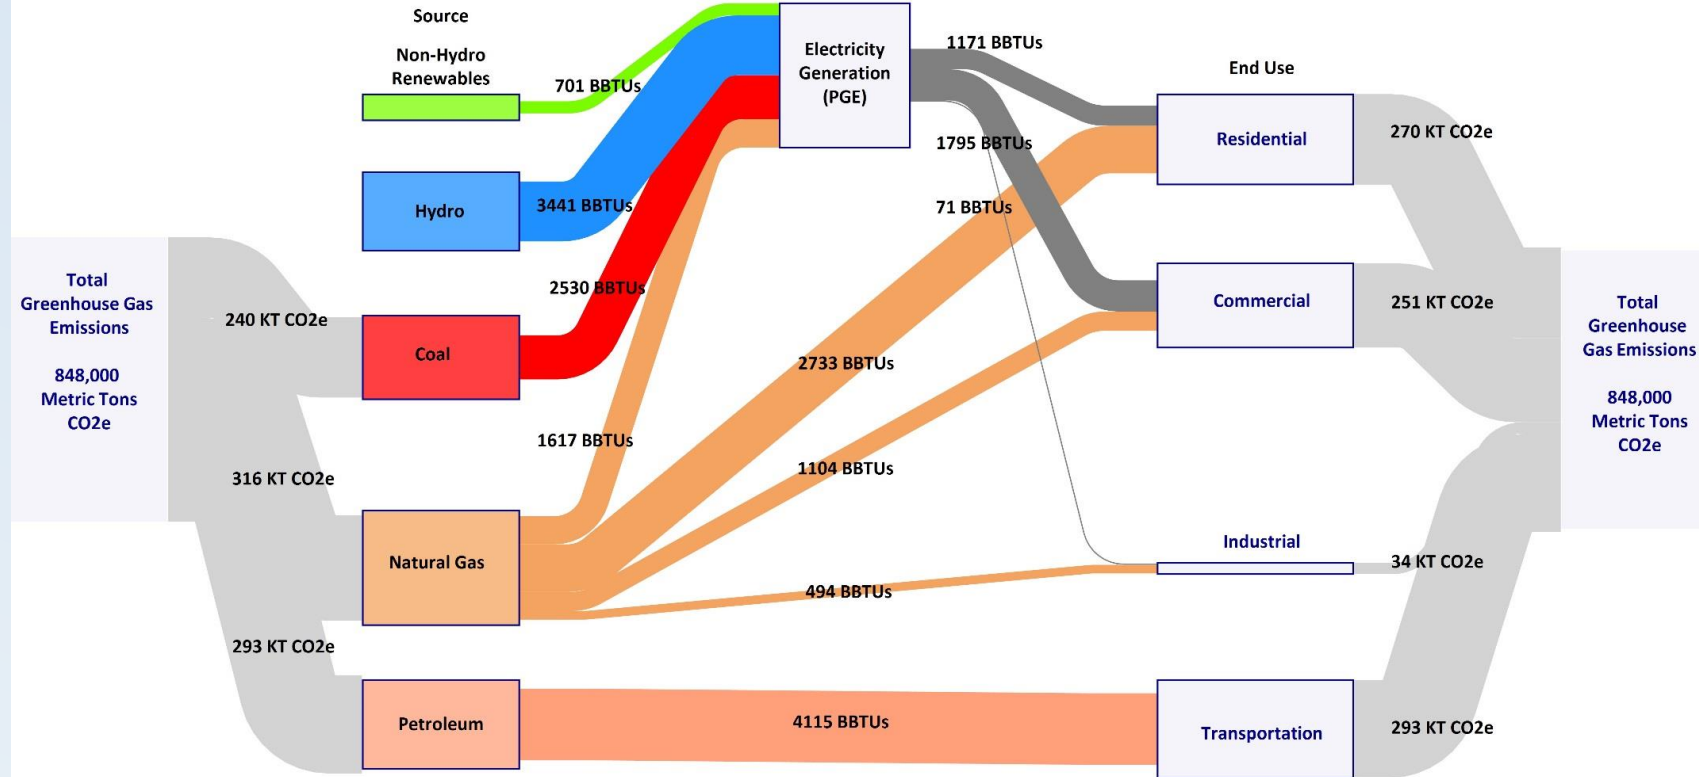 Source
Non-Hydro
Renewables
701 BBTUs
Hydro
3441 BBTUs
Total
Greenhouse Gas
Emissions
848,000
Metric Tons
CO2e
240 KT CO2e
Coal
2530 BBTUs
316 KT CO2e
Natural Gas
1617 BBTUs
293 KT CO2e
Petroleum
Electricity
Generation
(PGE)
1171 BBTUs
1795 BBTUs
71 BBTUs
2733 BBTUs
1104 BBTUs
494 BBTUs
4115 BBTUs
End Use
Residential
270 KT CO2e
Commercial
251 KT CO2e
Industrial
34 KT CO2e
Transportation
293 KT CO2e
Total
Greenhouse
Gas Emissions
848,000
Metric Tons
CO2e